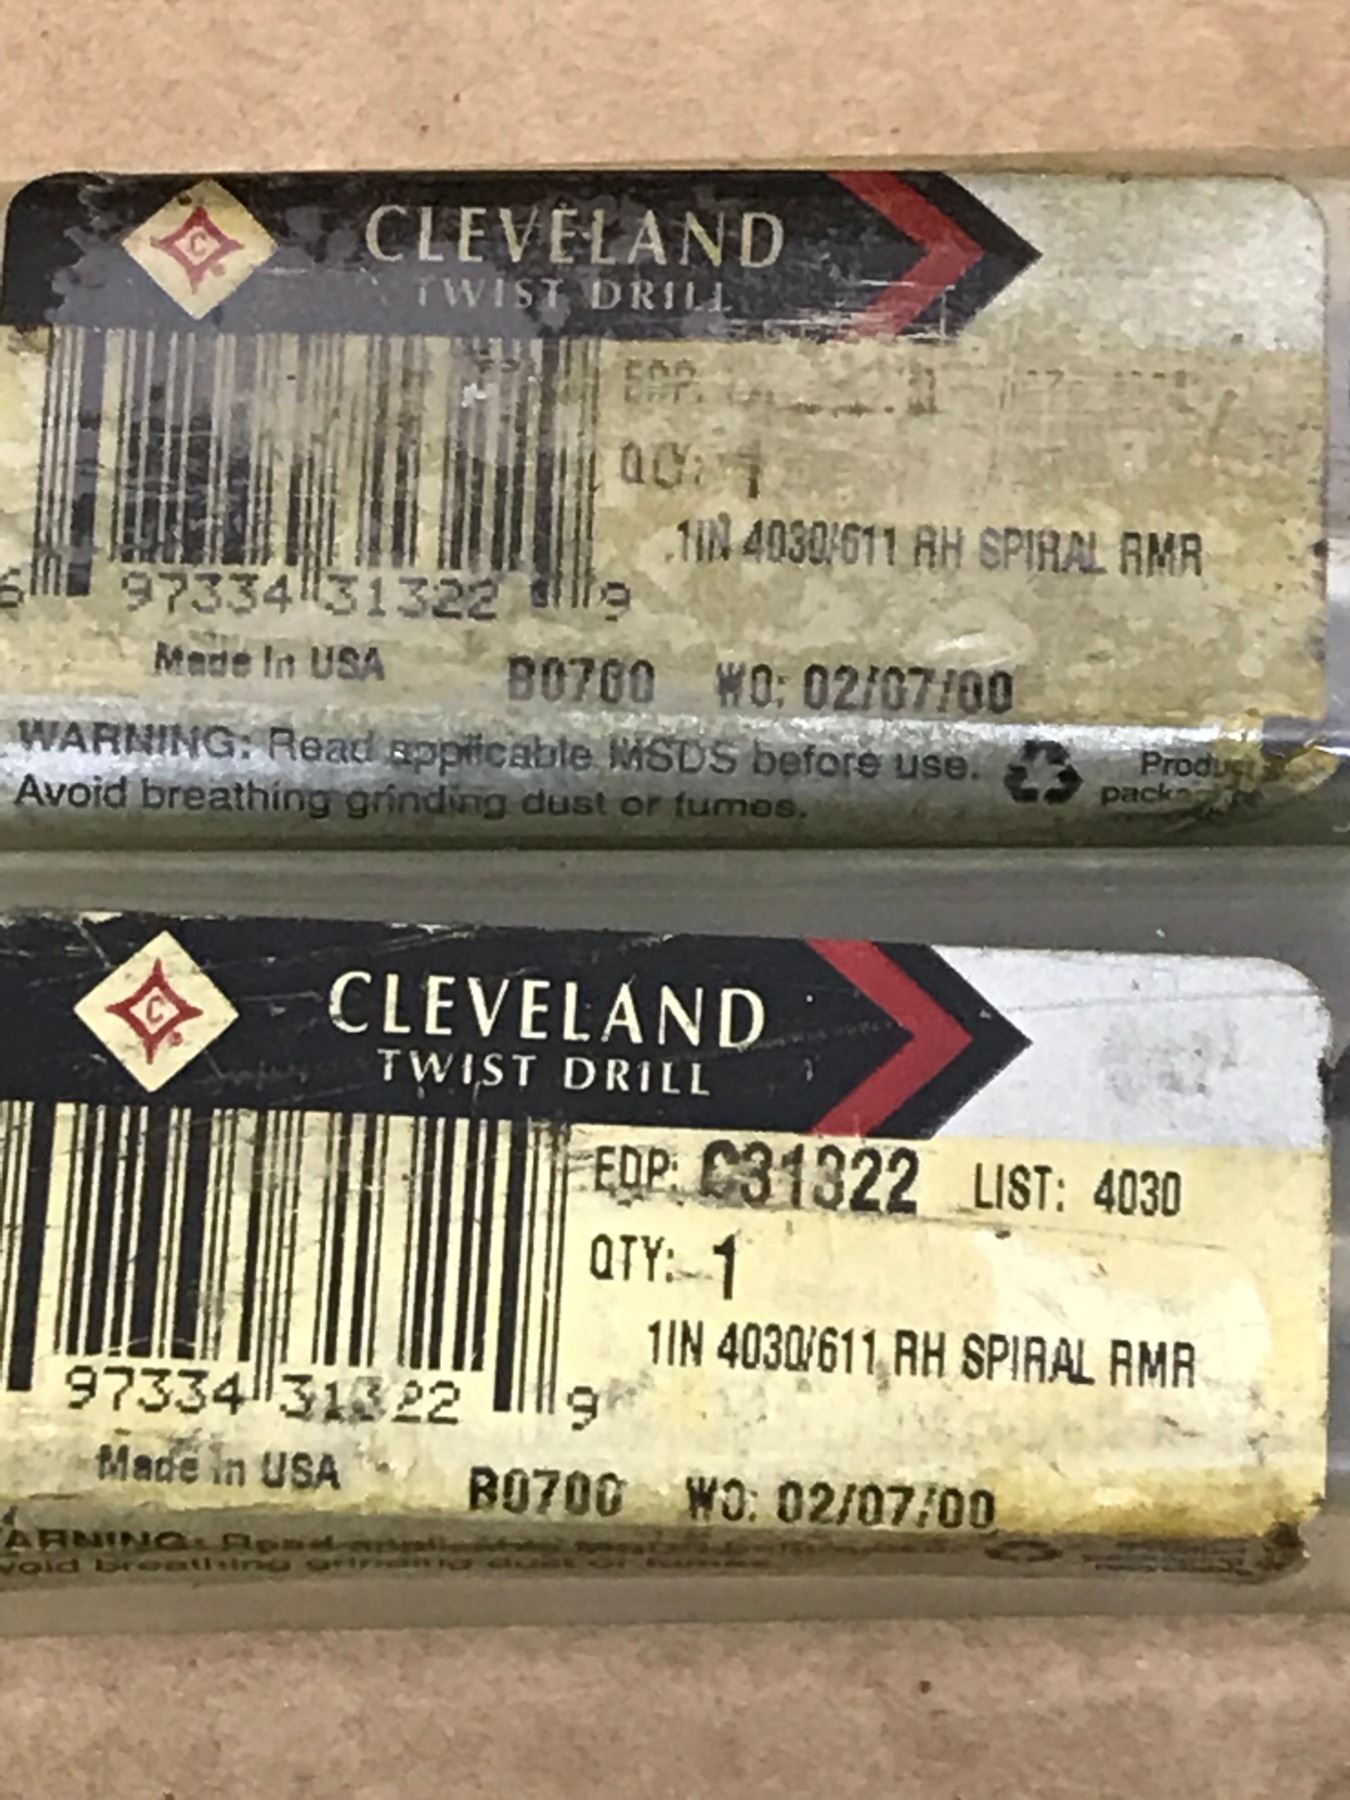 C
CLEVELAND
TWIST DRILL
EDP:
QTY: 1
1IN 4030/611 RH SPIRAL RMR
6 97334 31322 9
Made In USA
B0700 WO: 02/07/00
WARNING: Read applicable MSDS before use.
Avoid breathing grinding dust or fumes.
C
CLEVELAND
TWIST DRILL
EDP: C31322 LIST: 4030
QTY: 1
1IN 4030/611 RH SPIRAL RMR
97334 31322 9
Made in USA
B0700 WO: 02/07/00